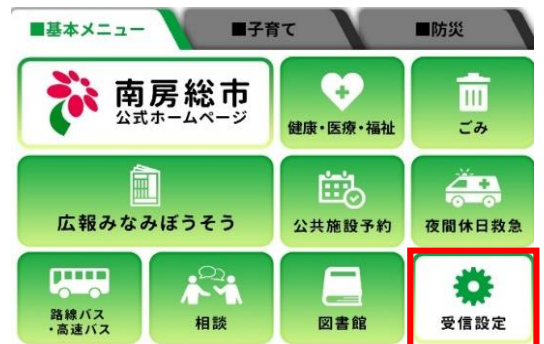 ■基本メニュー
■子育て
■防災
南房総市
公式ホームページ
健康・医療・福祉
ごみ
広報みなみぼうそう
公共施設予約
夜間休日救急
路線バス
・高速バス
相談
図書館
受信設定